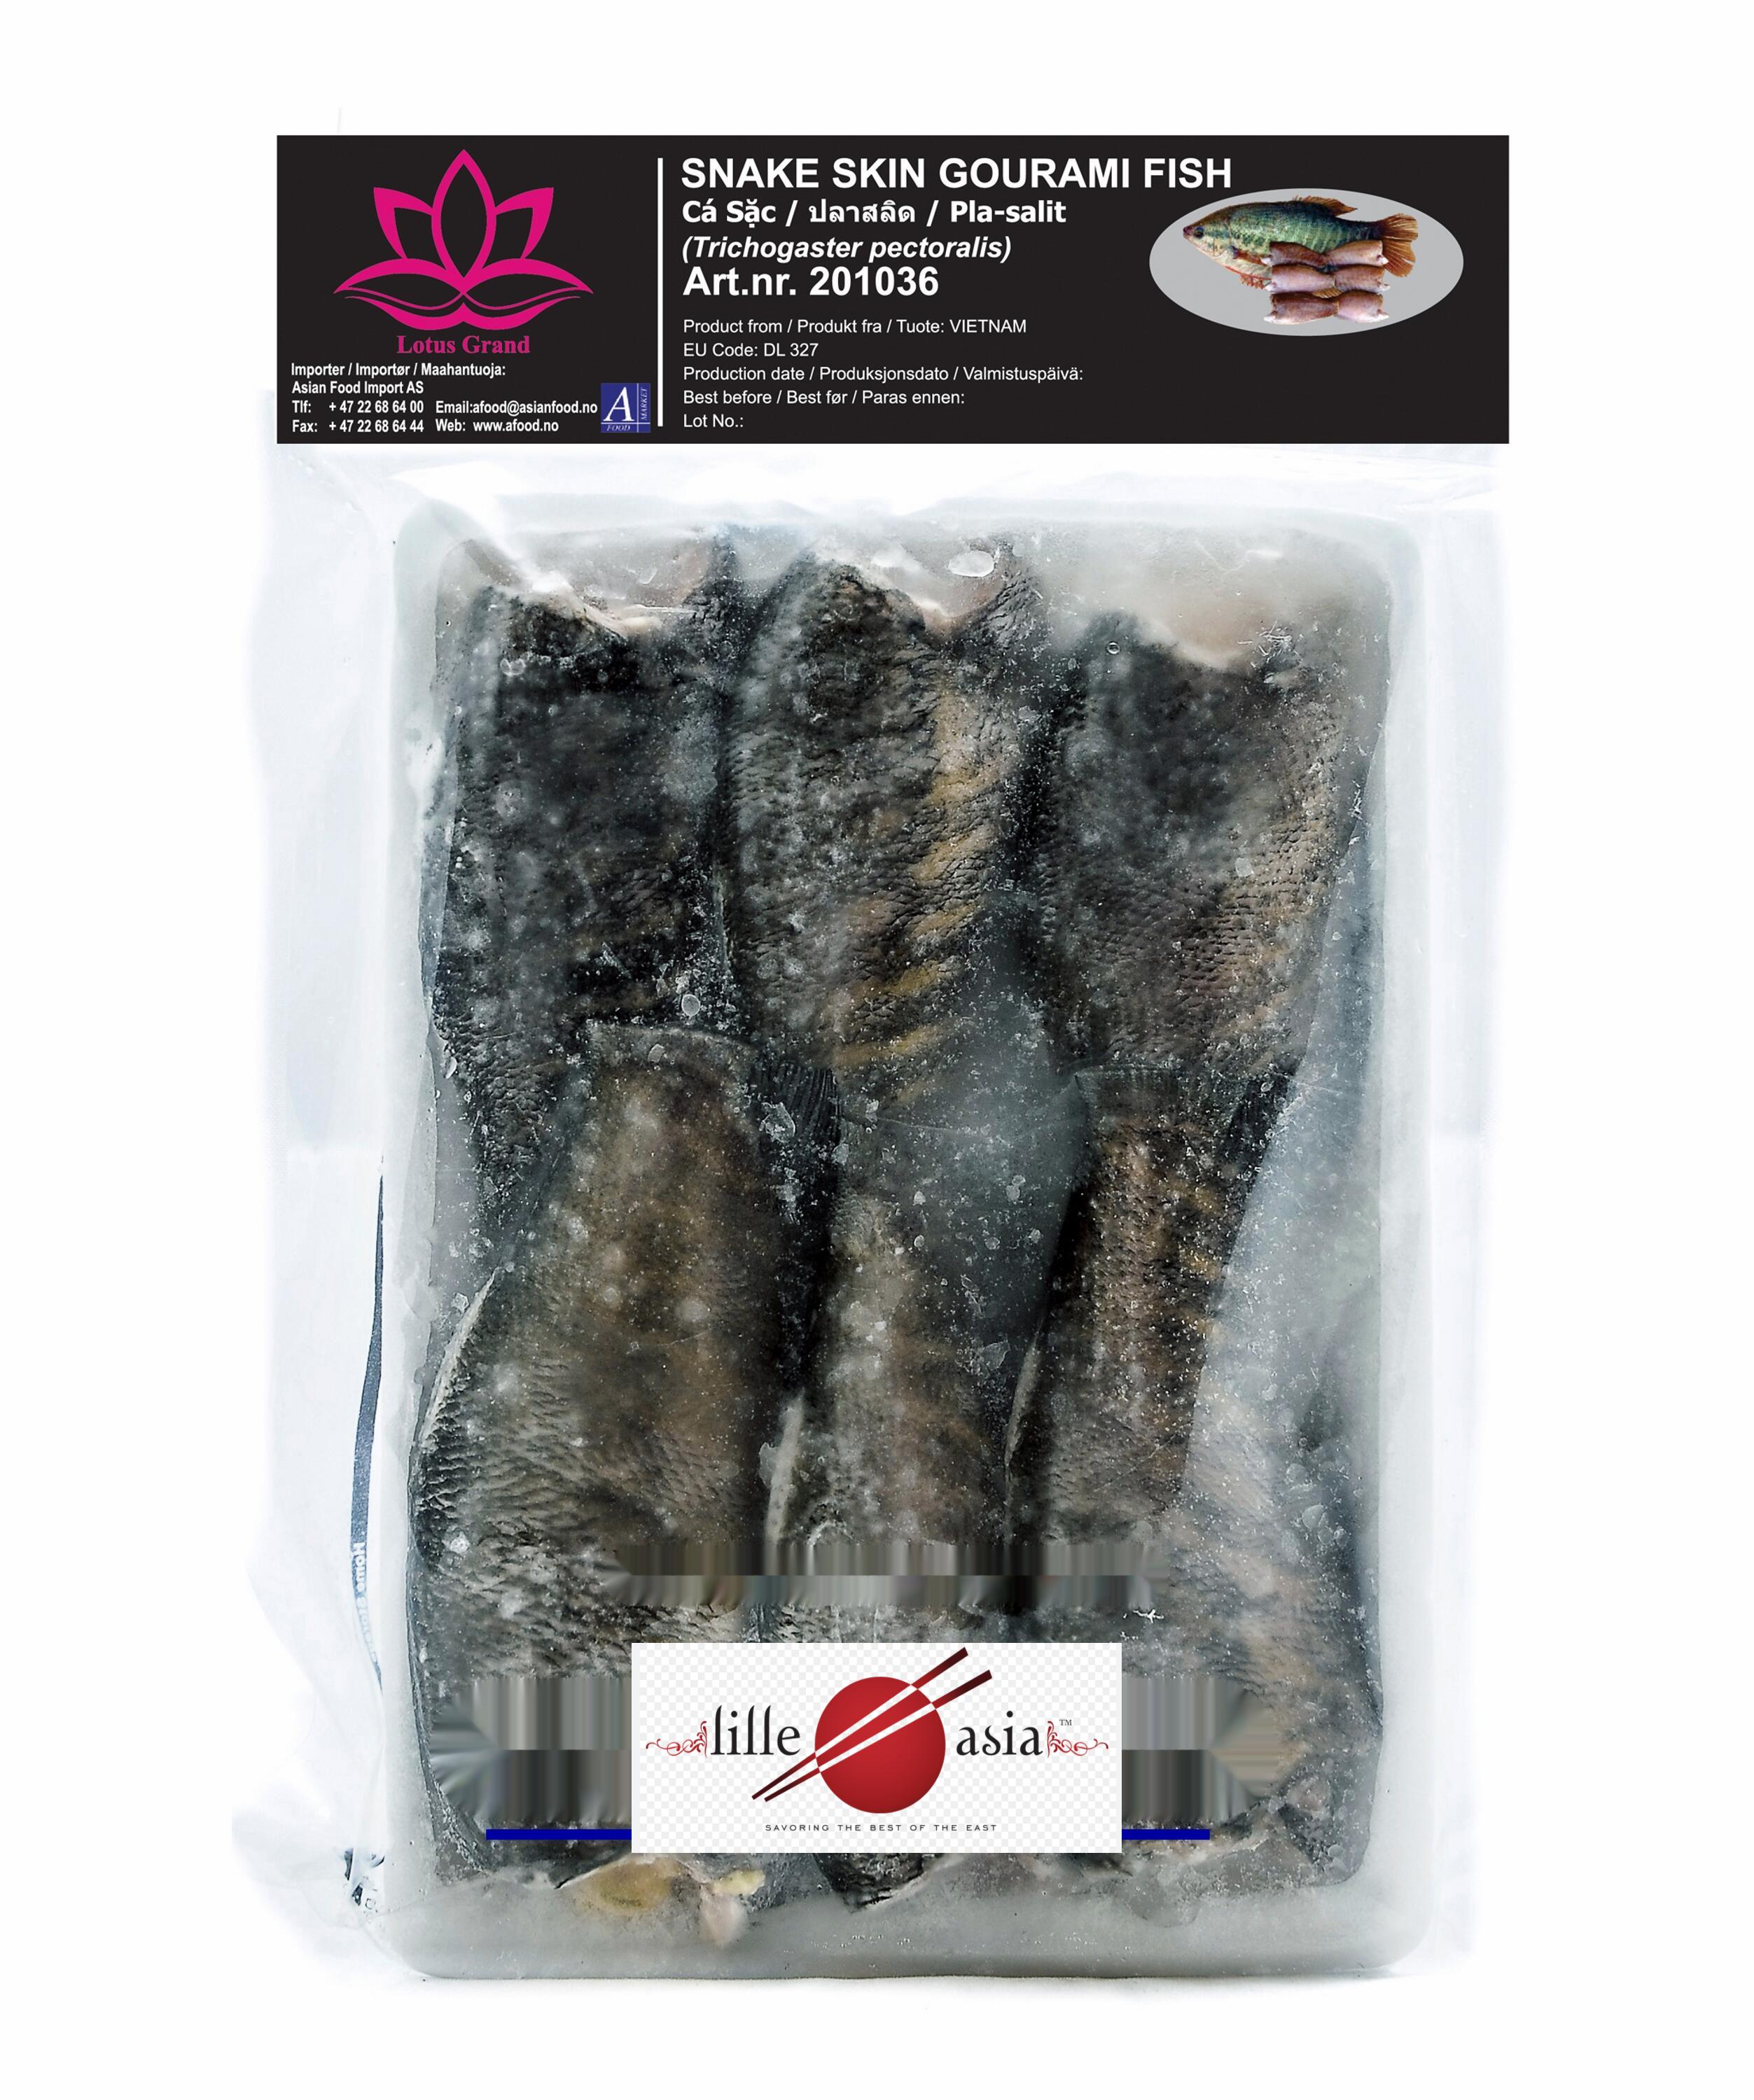 SNAKE SKIN GOURAMI FISH
Cá Sặc / ปลาสลิด / Pla-salit
(Trichogaster pectoralis)
Art.nr. 201036
Product from / Produkt fra / Tuote: VIETNAM
EU Code: DL 327
Production date / Produksjonsdato / Valmistuspäivä:
Best before / Best før / Paras ennen:
Lot No.:
Lotus Grand
Importer / Importør / Maahantuoja:
Asian Food Import AS
Tlf: + 47 22 68 64 00 Email:afood@asianfood.no
Fax: + 47 22 68 64 44 Web: www.afood.no
A
FOOD
MARKET
lille asia TM
SAVORING THE BEST OF THE EAST